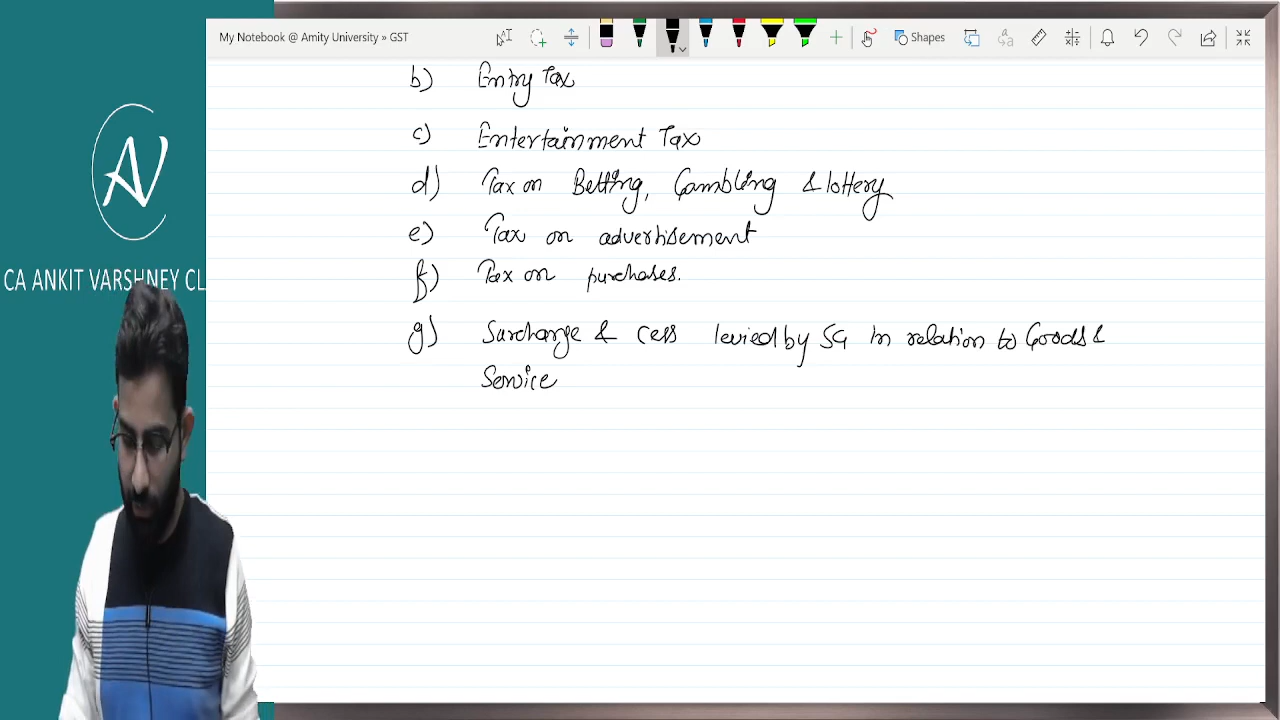 My Notebook @ Amity University » GST
Shapes
b) Entry Tax
c) Entertainment Tax
d) Tax on Betting, Gambling & lottery
e) Tax on advertisement
f) Tax on purchases.
g) Surcharge & cess levied by SG in relation to Goods &
Service
AV
CA ANKIT VARSHNEY CL